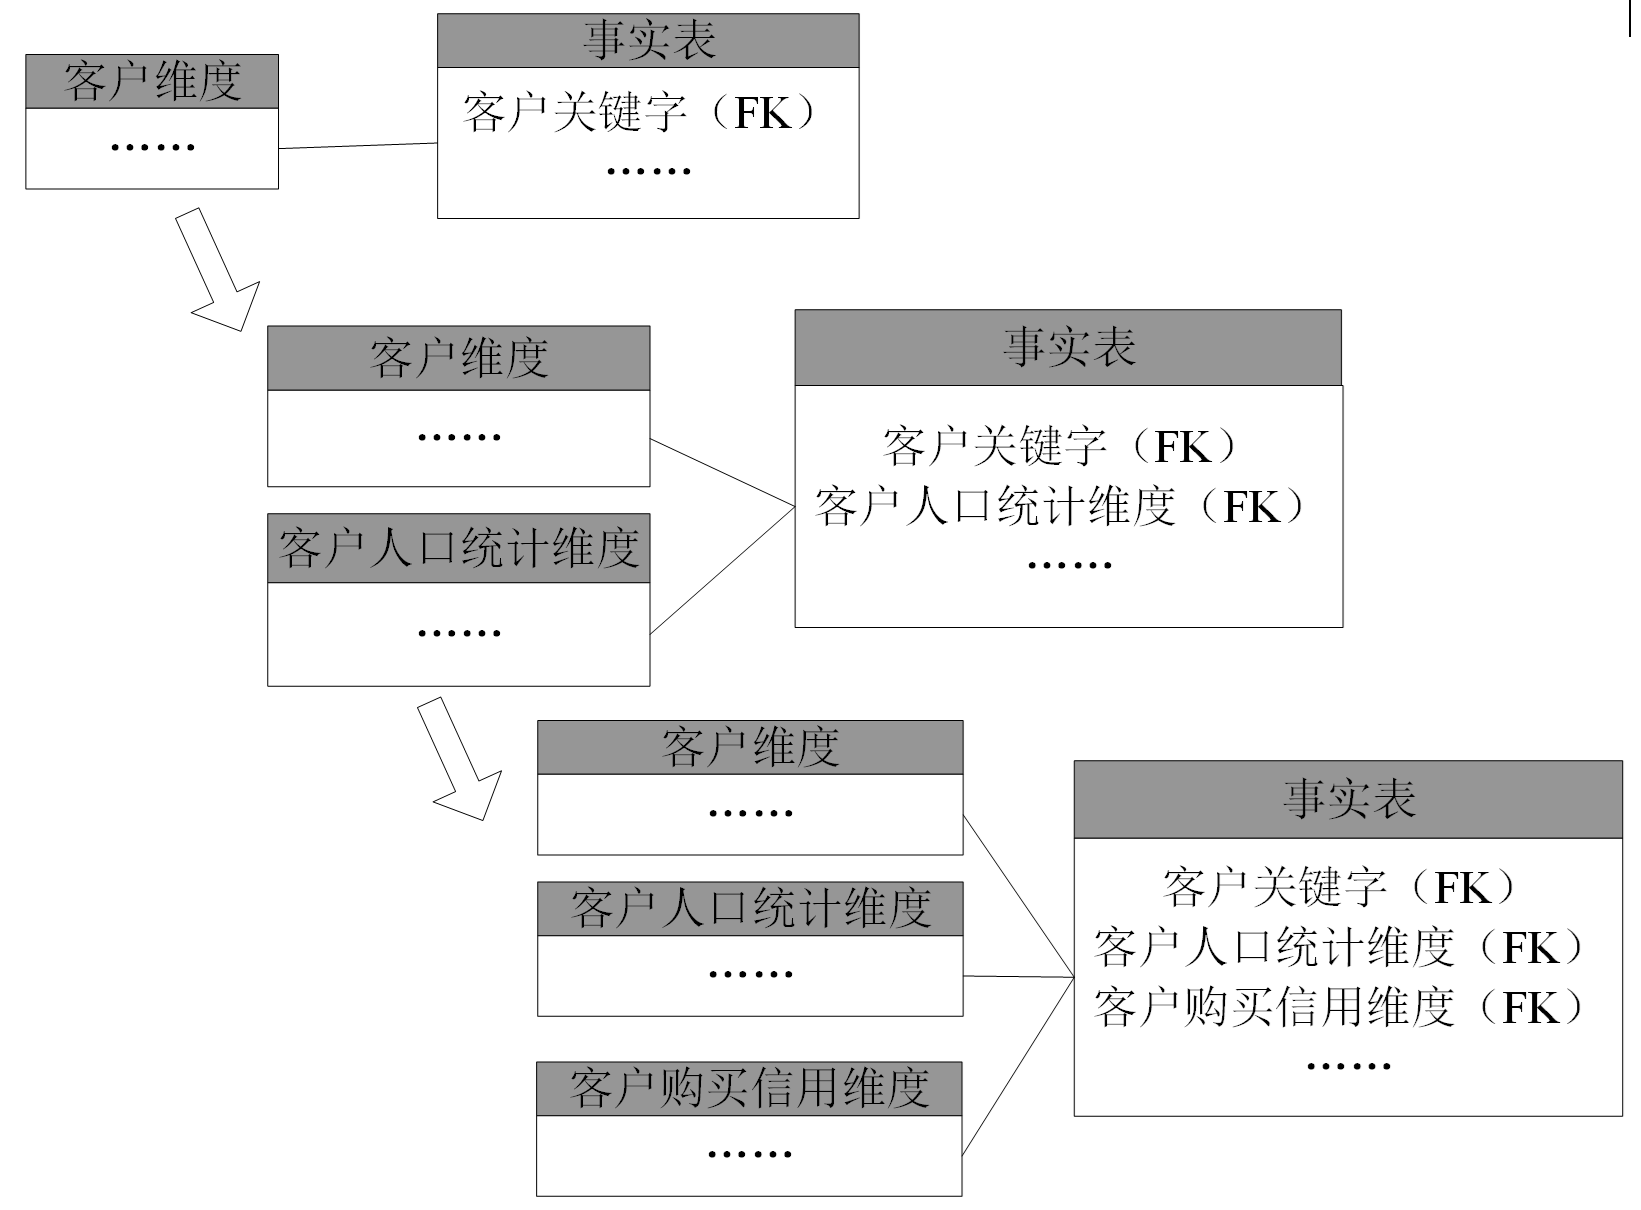 客户维度
……
事实表
客户关键字（FK）
……
客户维度
……
客户人口统计维度
……
事实表
客户关键字（FK）
客户人口统计维度（FK）
……
客户维度
……
客户人口统计维度
……
客户购买信用维度
……
事实表
客户关键字（FK）
客户人口统计维度（FK）
客户购买信用维度（FK）
……